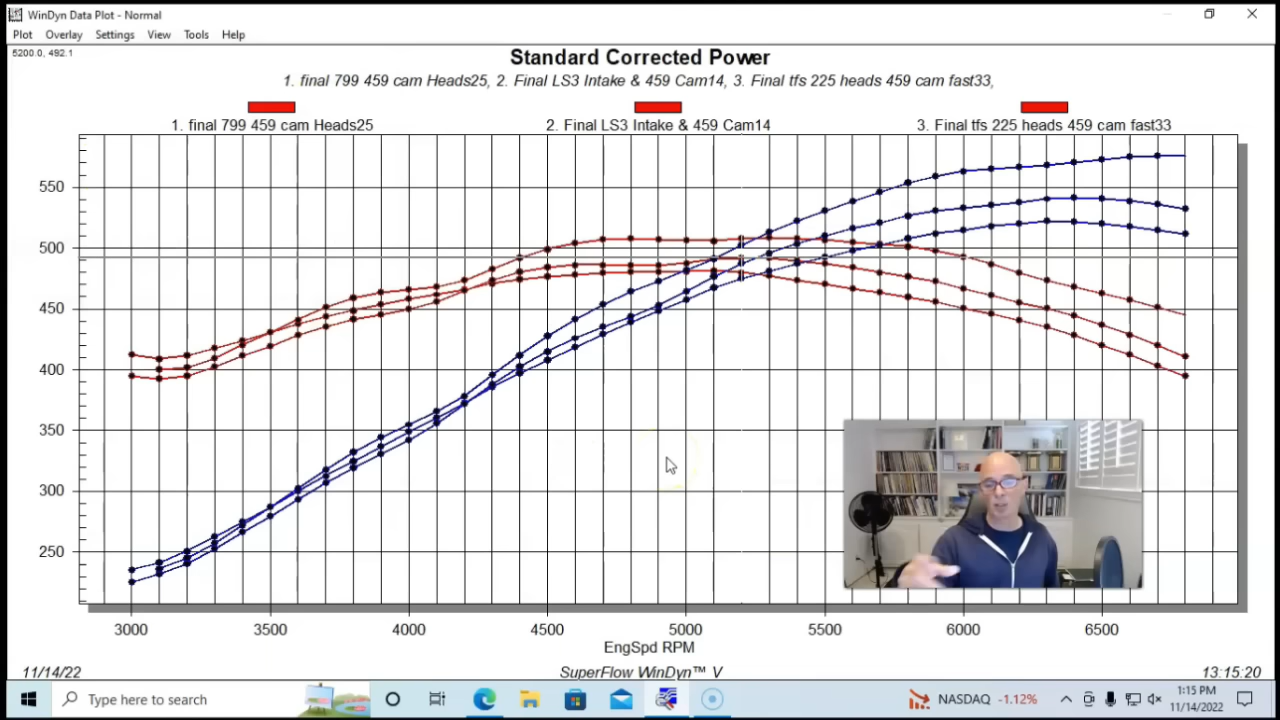 WinDyn Data Plot - Normal
Plot Overlay Settings View Tools Help
5200.0, 492.1
Standard Corrected Power
1. final 799 459 cam Heads25, 2. Final LS3 Intake & 459 Cam14, 3. Final tfs 225 heads 459 cam fast33,
1. final 799 459 cam Heads25 2. Final LS3 Intake & 459 Cam14 3. Final tfs 225 heads 459 cam fast33
550
500
450
400
350
300
250
3000 3500 4000 4500 5000 5500 6000 6500
EngSpd RPM
11/14/22 SuperFlow WinDyn™ V 13:15:20
Type here to search
NASDAQ -1.12%
1:15 PM
11/14/2022